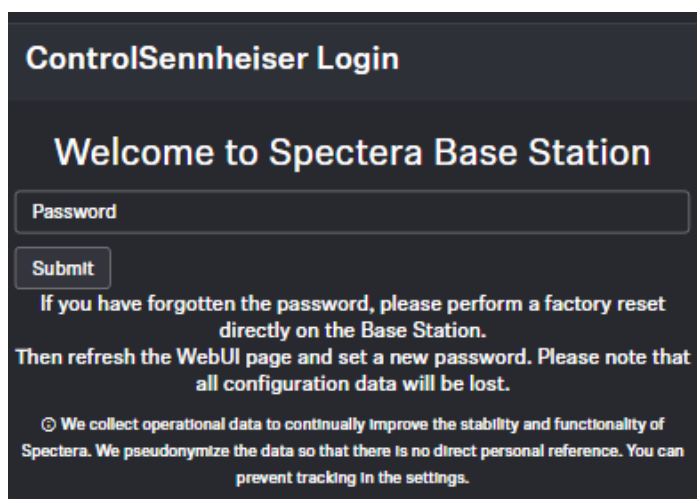 ControlSennheiser Login
Welcome to Spectera Base Station
Password
Submit
If you have forgotten the password, please perform a factory reset
directly on the Base Station.
Then refresh the WebUI page and set a new password. Please note that
all configuration data will be lost.
We collect operational data to continually improve the stability and functionality of
Spectera. We pseudonymize the data so that there is no direct personal reference. You can
prevent tracking in the settings.